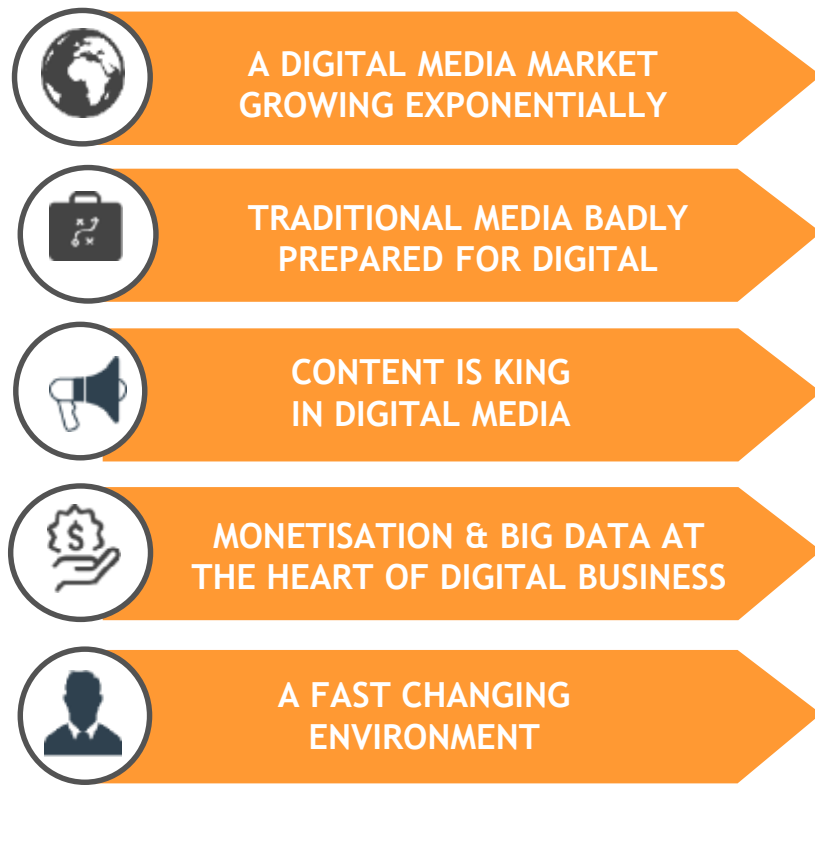 A DIGITAL MEDIA MARKET
GROWING EXPONENTIALLY
TRADITIONAL MEDIA BADLY
PREPARED FOR DIGITAL
CONTENT IS KING
IN DIGITAL MEDIA
$
MONETISATION & BIG DATA AT
THE HEART OF DIGITAL BUSINESS
A FAST CHANGING
ENVIRONMENT